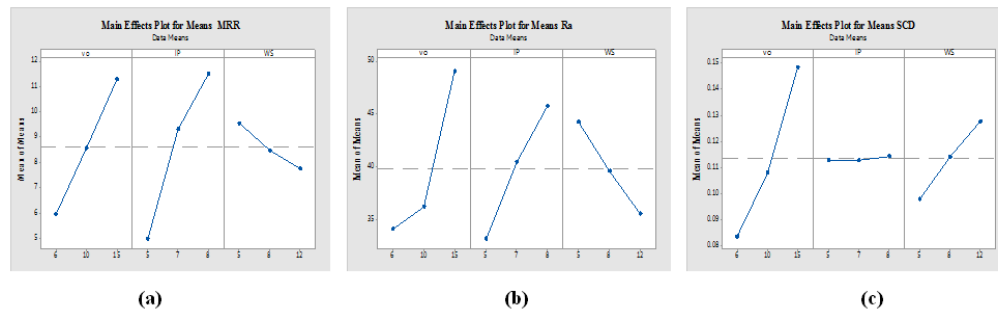 Main Effects Plot for Means MRR
Data Means
vo IP WS
Mean of Means
12
11
10
9
8
7
6
5
6 10 15 5 7 8 5 8 12
(a)
Main Effects Plot for Means Ra
Data Means
vo IP WS
Mean of Means
50
45
40
35
6 10 15 5 7 8 5 8 12
(b)
Main Effects Plot for Means SCD
Data Means
vo IP WS
Mean of Means
0.15
0.14
0.13
0.12
0.11
0.10
0.09
0.08
6 10 15 5 7 8 5 8 12
(c)